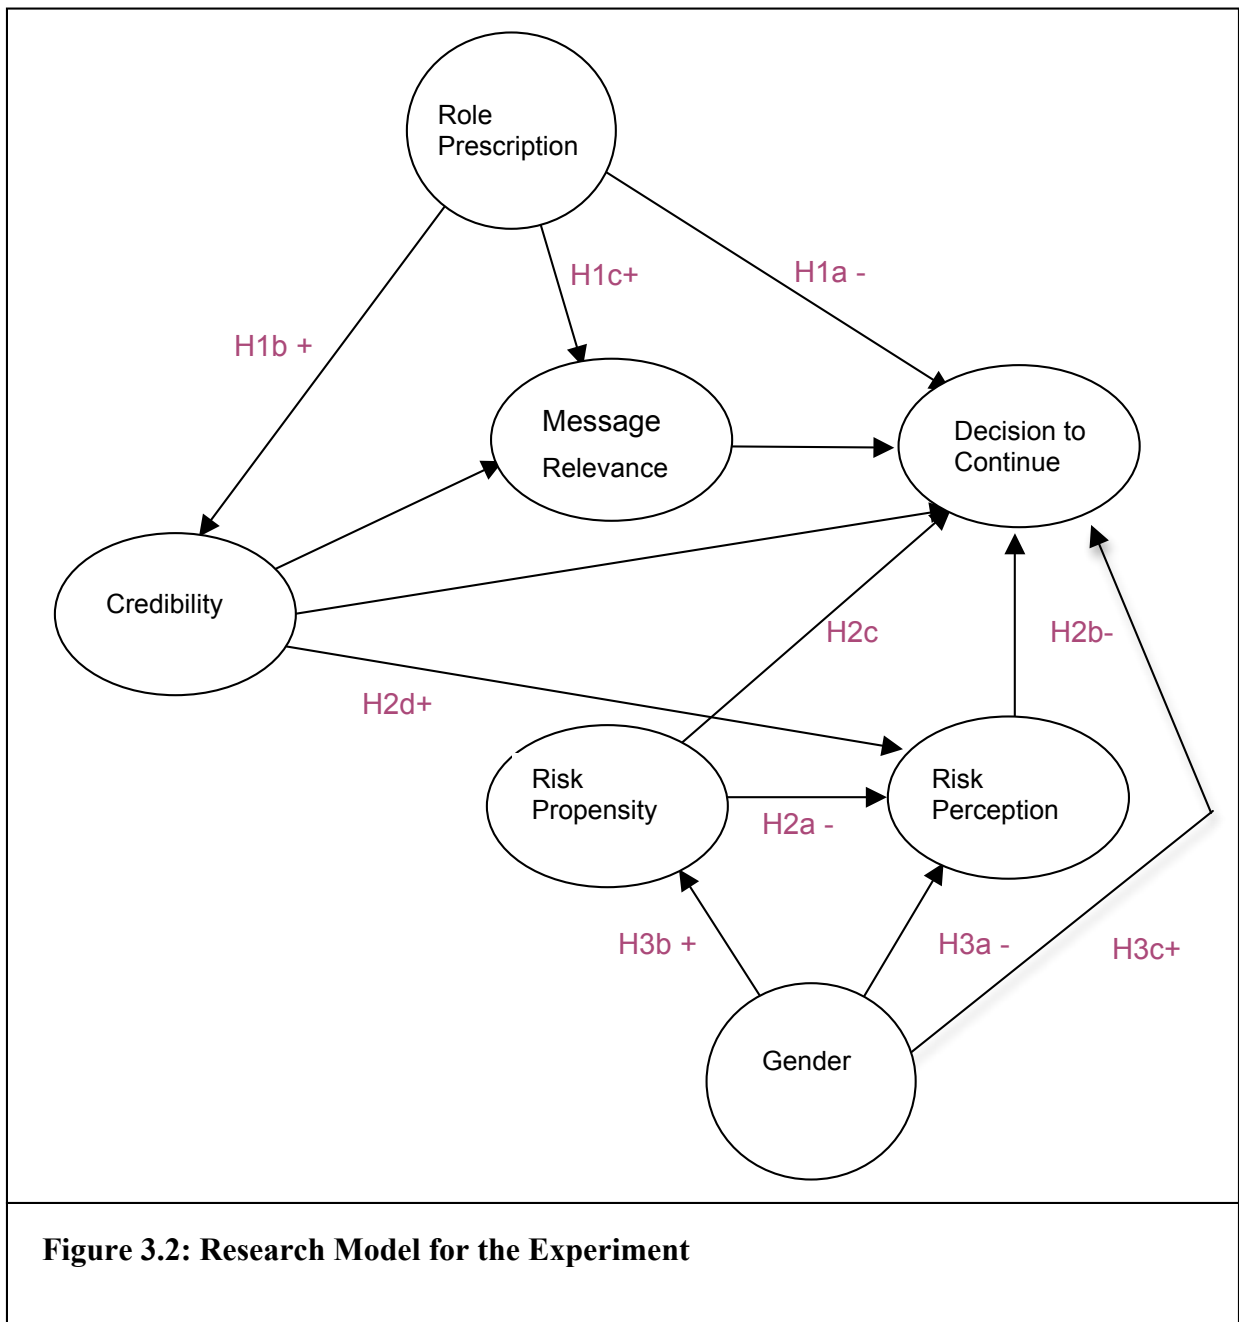 Role
Prescription
H1c+
H1a -
H1b +
Message
Relevance
Decision to
Continue
Credibility
H2c
H2b-
H2d+
Risk
Propensity
H2a -
Risk
Perception
H3b +
H3a -
H3c+
Gender
Figure 3.2: Research Model for the Experiment